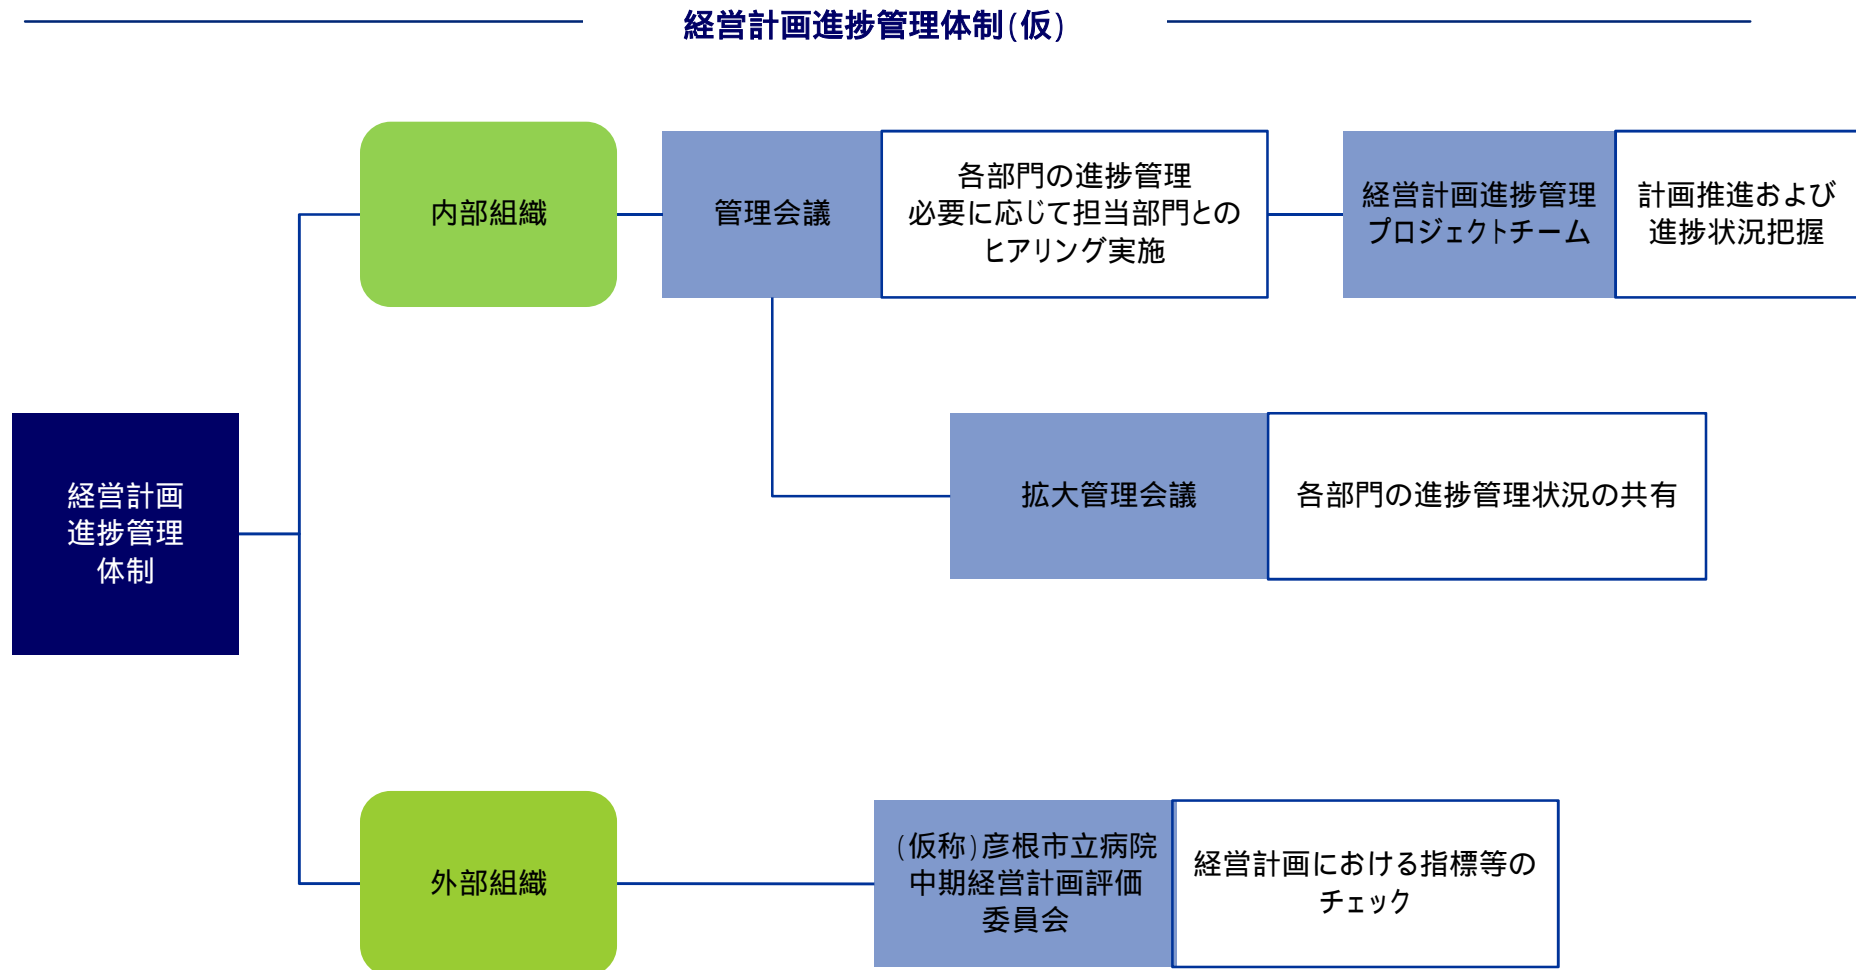 経営計画進捗管理体制(仮)
内部組織
管理会議
各部門の進捗管理
必要に応じて担当部門との
ヒアリング実施
経営計画進捗管理
プロジェクトチーム
計画推進および
進捗状況把握
経営計画
進捗管理
体制
拡大管理会議
各部門の進捗管理状況の共有
外部組織
(仮称)彦根市立病院
中期経営計画評価
委員会
経営計画における指標等の
チェック